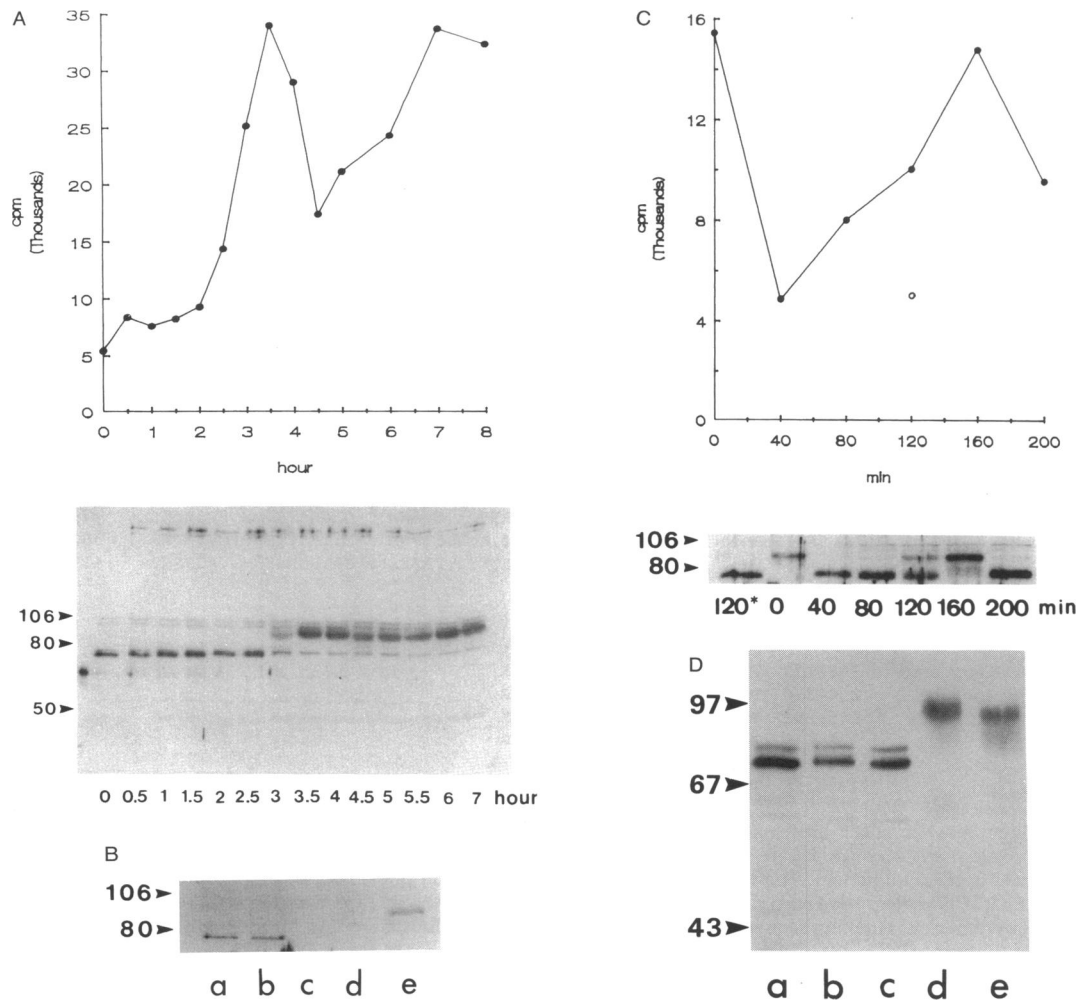 A
35
30
25
20
15
10
5
0
cpm
(Thousands)
0 1 2 3 4 5 6 7 8
hour
106
80
50
0 0.5 1 1.5 2 2.5 3 3.5 4 4.5 5 5.5 6 7 hour
B
106
80
a b c d e
C
16
12
8
4
0
cpm
(Thousands)
0 40 80 120 160 200
min
106
80
120* 0 40 80 120 160 200 min
D
97
67
43
a b c d e